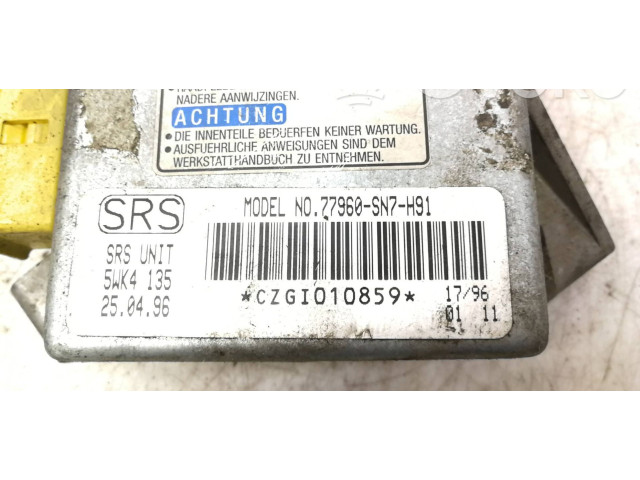 NADERE AANWIJZINGEN.
ACHTUNG
• DIE INNENTEILE BEDUERFEN KEINER WARTUNG.
• AUSFUEHRLICHE ANWEISUNGEN SIND DEM
WERKSTATTHANDBUCH ZU ENTNEHMEN.
SRS
MODEL NO.77960-SN7-H91
SRS UNIT
5WK4 135
25.04.96
*CZGI010859*
17/96
01 11